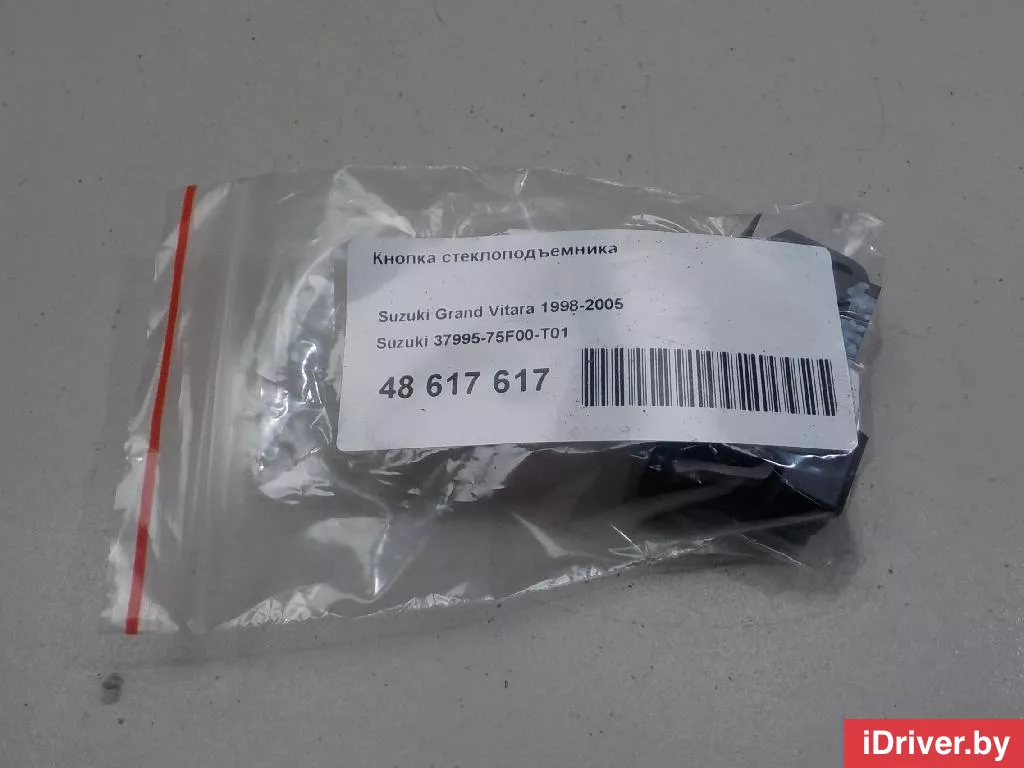 Кнопка стеклоподъемника
Suzuki Grand Vitara 1998-2005
Suzuki 37995-75F00-T01
48 617 617
iDriver.by